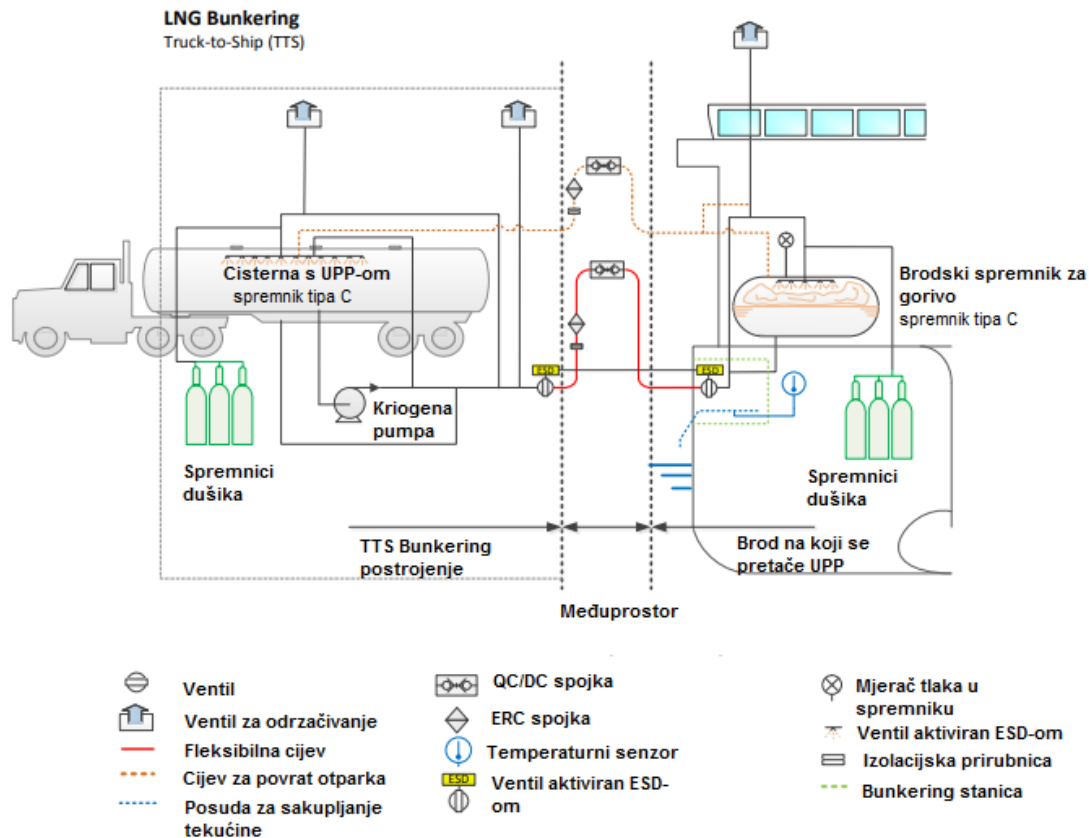 LNG Bunkering
Truck-to-Ship (TTS)
Cisterna s UPP-om
spremnik tipa C
Brodski spremnik za
gorivo
spremnik tipa C
ESD
ESD
Kriogena
pumpa
Spremnici
dušika
Spremnici
dušika
TTS Bunkering
postrojenje
Brod na koji se
pretače UPP
Međuprostor
Ventil
Ventil za odrzačivanje
Fleksibilna cijev
Cijev za povrat otparka
Posuda za sakupljanje
tekućine
QC/DC spojka
ERC spojka
Temperaturni senzor
ESD
Ventil aktiviran ESD-
om
Mjerač tlaka u
spremniku
Ventil aktiviran ESD-om
Izolacijska prirubnica
Bunkering stanica